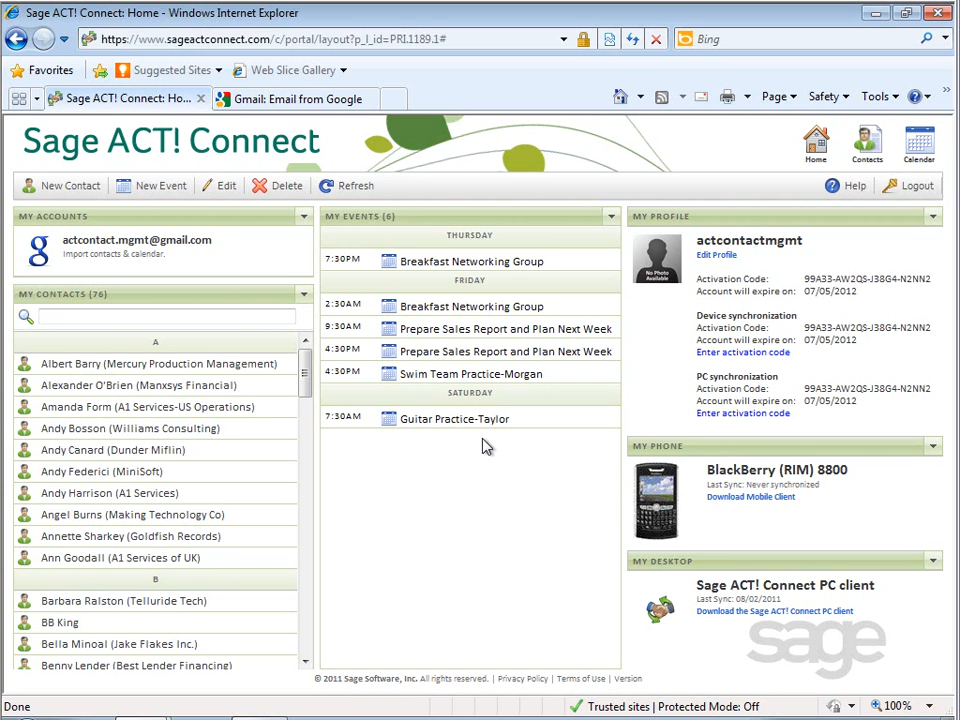 Sage ACT! Connect: Home - Windows Internet Explorer
https://www.sageactconnect.com/c/portal/layout?p_l_id=PRI.1189.1#
Bing
Favorites
Suggested Sites
Web Slice Gallery
Sage ACT! Connect: Ho...
Gmail: Email from Google
Page
Safety
Tools
Sage ACT! Connect
Home
Contacts
Calendar
New Contact
New Event
Edit
Delete
Refresh
Help
Logout
MY ACCOUNTS
actcontact.mgmt@gmail.com
Import contacts & calendar.
MY CONTACTS (76)
A
Albert Barry (Mercury Production Management)
Alexander O'Brien (Manxsys Financial)
Amanda Form (A1 Services-US Operations)
Andy Bosson (Williams Consulting)
Andy Canard (Dunder Miflin)
Andy Federici (MiniSoft)
Andy Harrison (A1 Services)
Angel Burns (Making Technology Co)
Annette Sharkey (Goldfish Records)
Ann Goodall (A1 Services of UK)
B
Barbara Ralston (Telluride Tech)
BB King
Bella Minoal (Jake Flakes Inc.)
Benny Lender (Best Lender Financing)
MY EVENTS (6)
THURSDAY
7:30PM Breakfast Networking Group
FRIDAY
2:30AM Breakfast Networking Group
9:30AM Prepare Sales Report and Plan Next Week
4:30PM Prepare Sales Report and Plan Next Week
4:30PM Swim Team Practice-Morgan
SATURDAY
7:30AM Guitar Practice-Taylor
MY PROFILE
No Photo Available
actcontactmgmt
Edit Profile
Activation Code: 99A33-AW2QS-J38G4-N2NN2
Account will expire on: 07/05/2012
Device synchronization
Activation Code: 99A33-AW2QS-J38G4-N2NN2
Account will expire on: 07/05/2012
Enter activation code
PC synchronization
Activation Code: 99A33-AW2QS-J38G4-N2NN2
Account will expire on: 07/05/2012
Enter activation code
MY PHONE
BlackBerry (RIM) 8800
Last Sync: Never synchronized
Download Mobile Client
MY DESKTOP
Sage ACT! Connect PC client
Last Sync: 08/02/2011
Download the Sage ACT! Connect PC client
sage
© 2011 Sage Software, Inc. All rights reserved. | Privacy Policy | Terms of Use | Version
Done
Trusted sites | Protected Mode: Off
100%